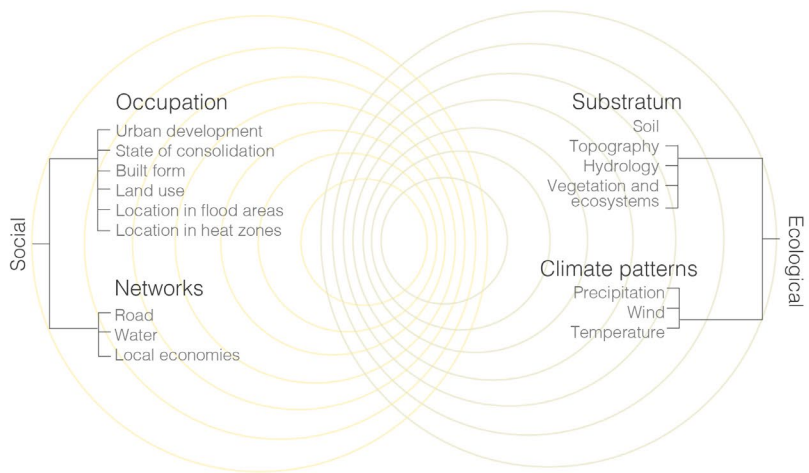 Social
Occupation
Urban development
State of consolidation
Built form
Land use
Location in flood areas
Location in heat zones
Networks
Road
Water
Local economies
Substratum
Soil
Topography
Hydrology
Vegetation and
ecosystems
Climate patterns
Precipitation
Wind
Temperature
Ecological